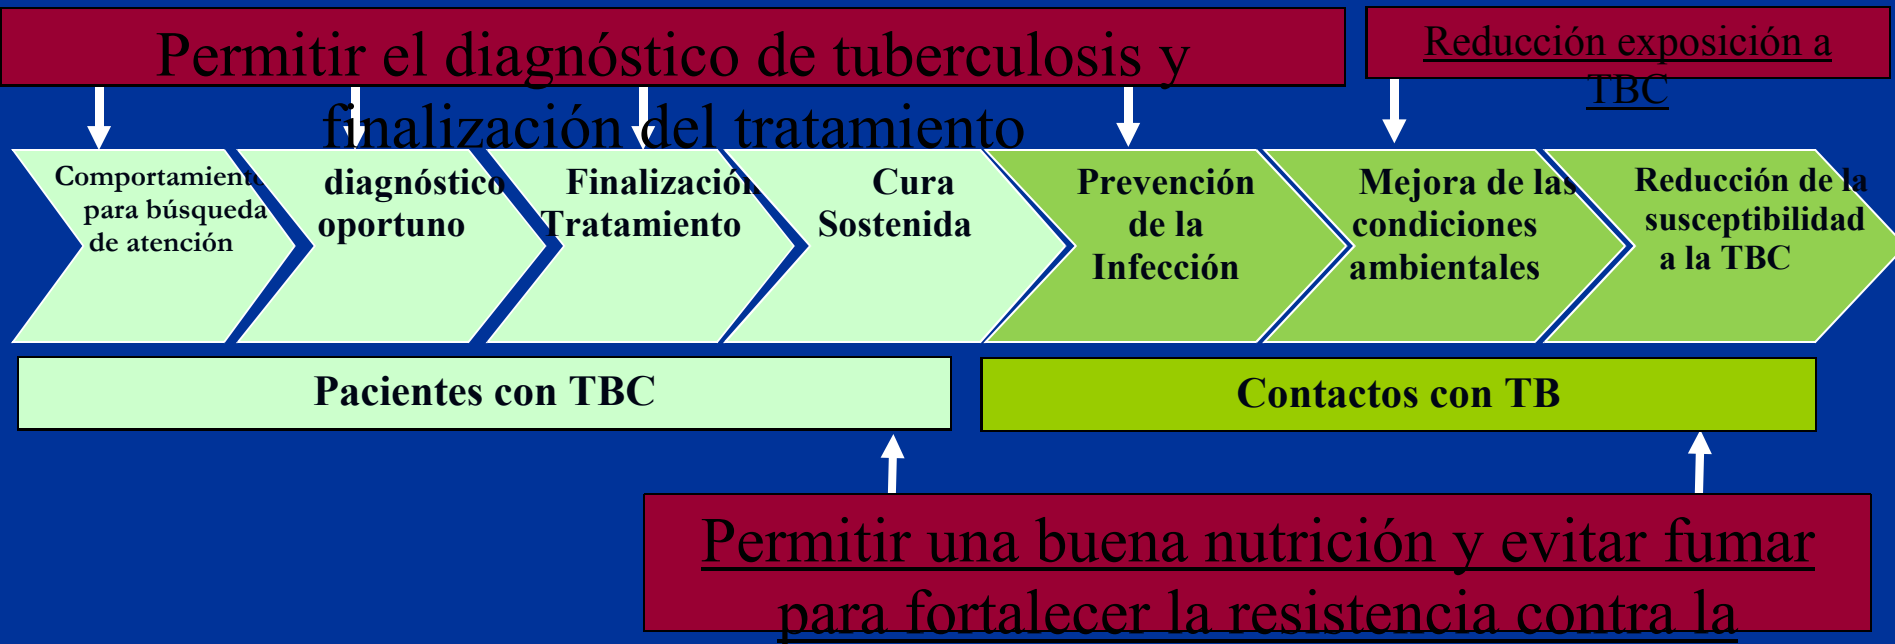 Permitir el diagnóstico de tuberculosis y
finalización del tratamiento
Reducción exposición a
TBC
Comportamiento
para búsqueda
de atención
diagnóstico
oportuno
Finalización
Tratamiento
Cura
Sostenida
Prevención
de la
Infección
Mejora de las
condiciones
ambientales
Reducción de la
susceptibilidad
a la TBC
Pacientes con TBC
Contactos con TB
Permitir una buena nutrición y evitar fumar
para fortalecer la resistencia contra la